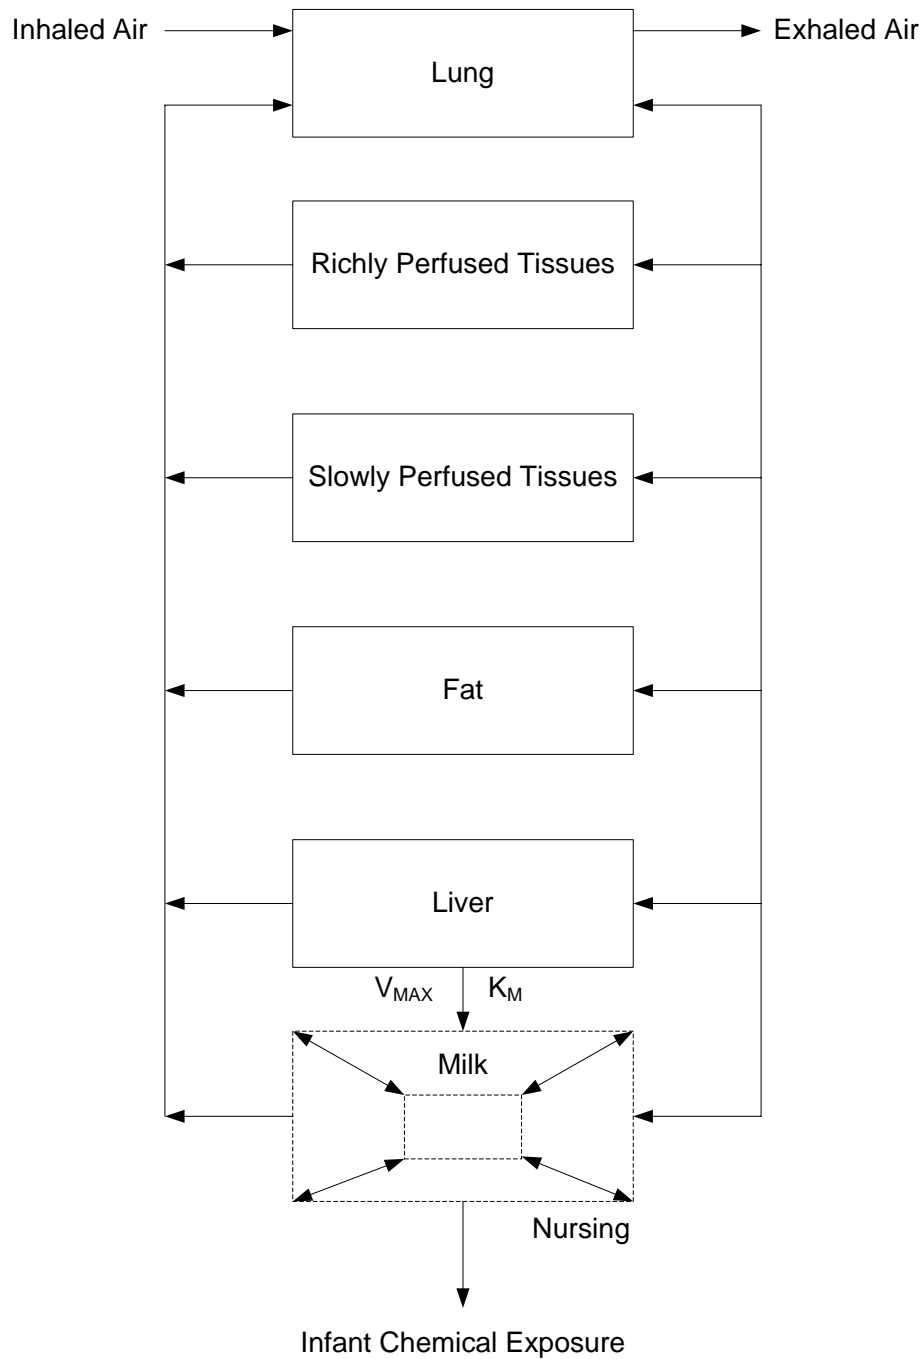 Inhaled Air
Exhaled Air
Lung
Richly Perfused Tissues
Slowly Perfused Tissues
Fat
Liver
VMAX KM
Milk
Nursing
Infant Chemical Exposure